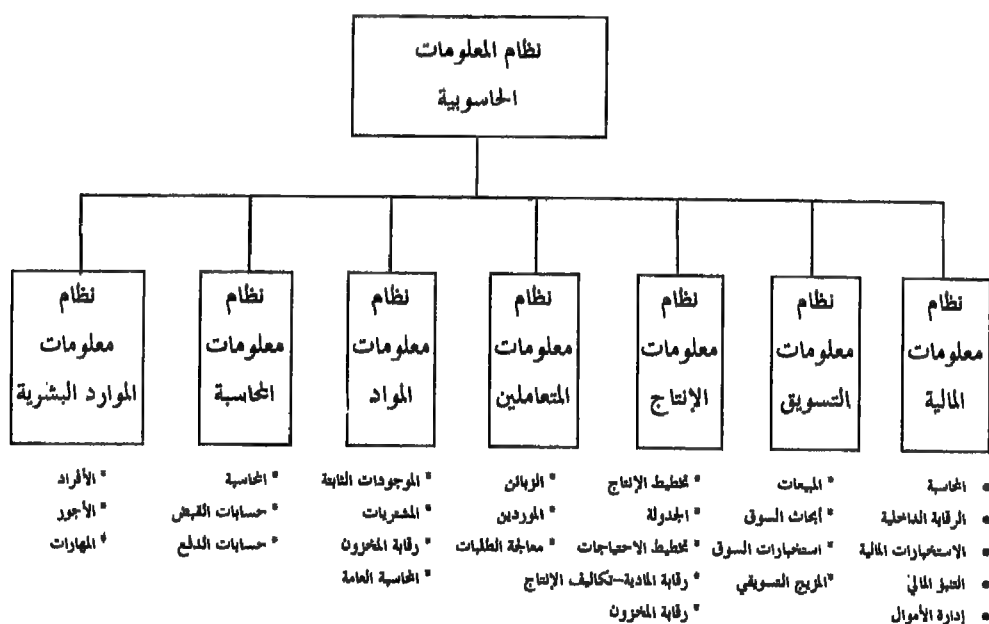 نظام المعلومات
الحاسوبية
نظام
معلومات
المالية
نظام
معلومات
التسويق
نظام
معلومات
الإنتاج
نظام
معلومات
المتعاملين
نظام
معلومات
المواد
نظام
معلومات
المحاسبة
نظام
معلومات
الموارد البشرية
• المحاسبة
• الرقابة الداخلية
• الاستخبارات المالية
• التنبؤ المالي
• إدارة الأموال
* المبيعات
* أبحاث السوق
* استخبارات السوق
*المزيج التسويقي
* تخطيط الإنتاج
* الجدولة
* تخطيط الاحتياجات
* رقابة المادية–تكاليف الإنتاج
* رقابة المخزون
* الزبائن
* الموردين
* معالجة الطلبات
* الموجودات الثابتة
* المشتريات
* رقابة المخزون
* المحاسبة العامة
* المحاسبة
* حسابات القبض
* حسابات الدفع
* الأفراد
* الأجور
* المهارات